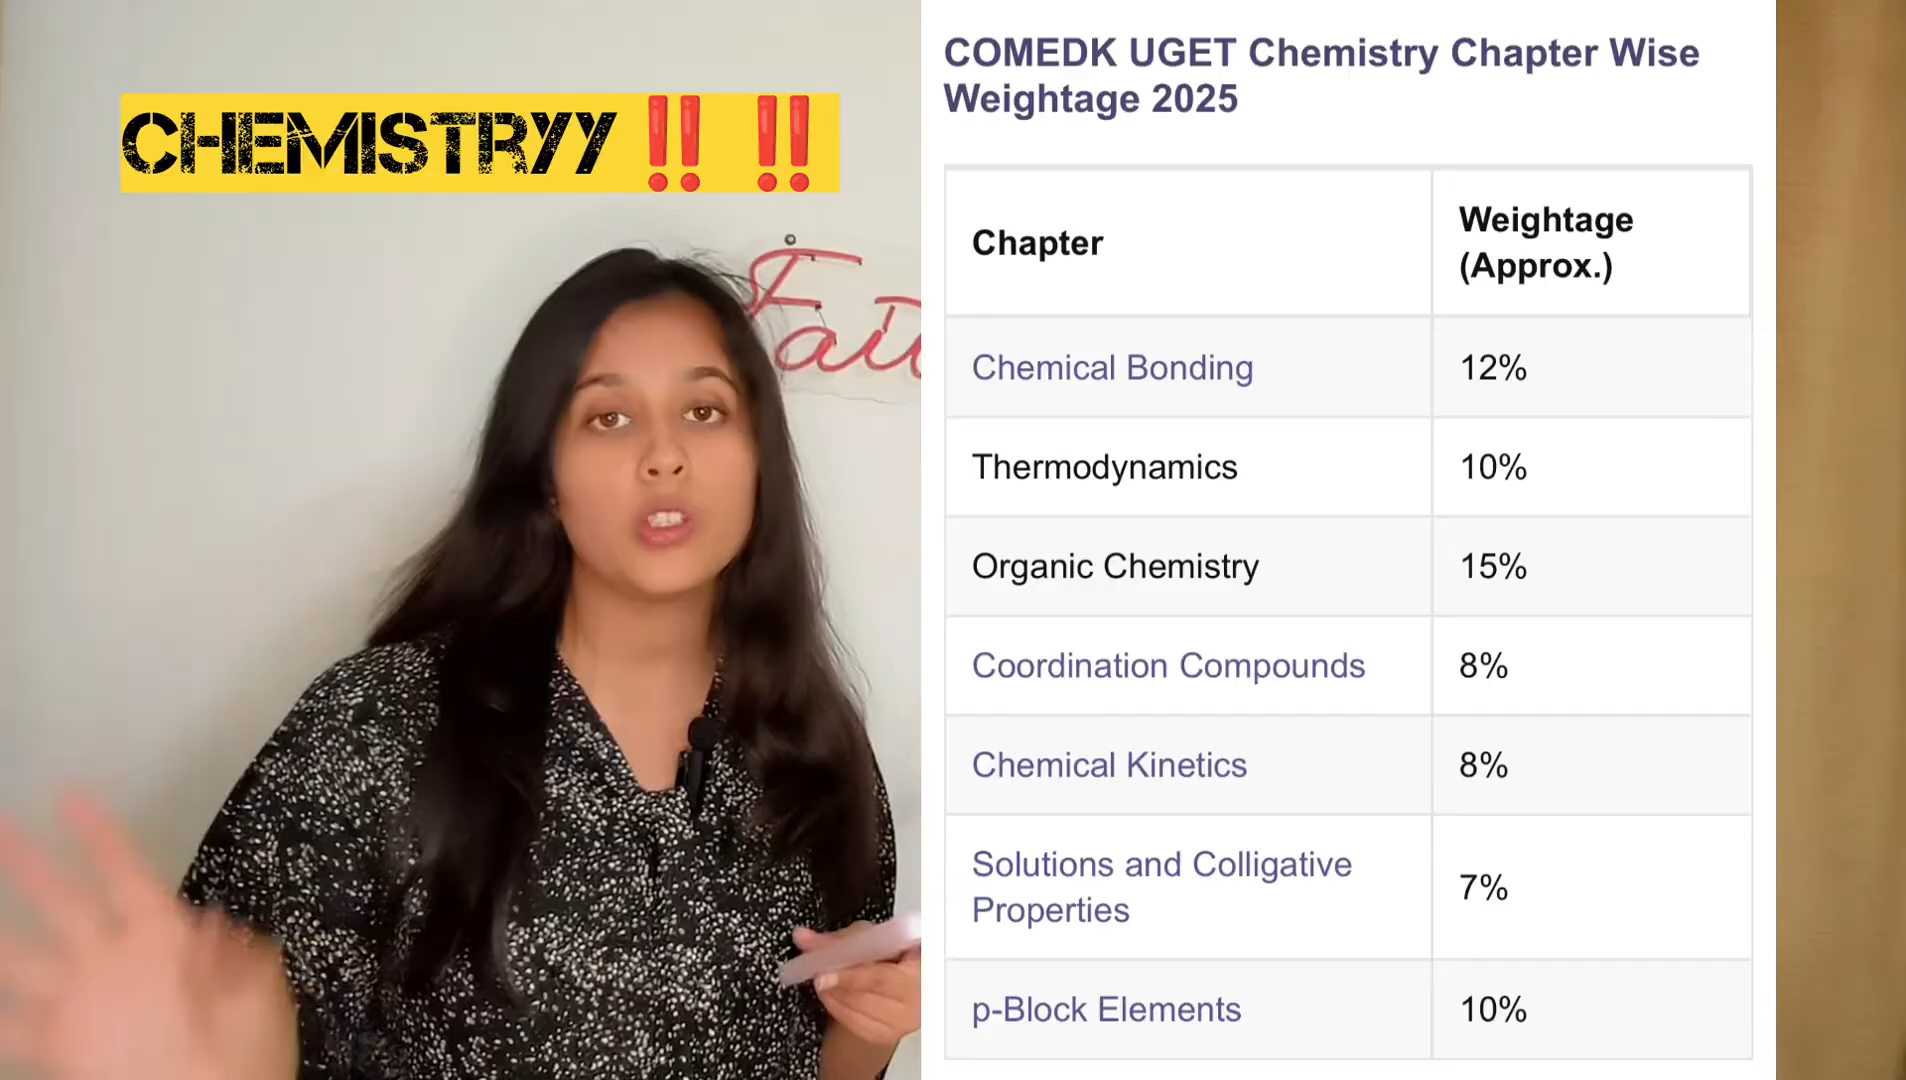 CHEMISTRYY ‼️ ‼️
COMEDK UGET Chemistry Chapter Wise
Weightage 2025
Chapter
Weightage
(Approx.)
Chemical Bonding
12%
Thermodynamics
10%
Organic Chemistry
15%
Coordination Compounds
8%
Chemical Kinetics
8%
Solutions and Colligative
Properties
7%
p-Block Elements
10%